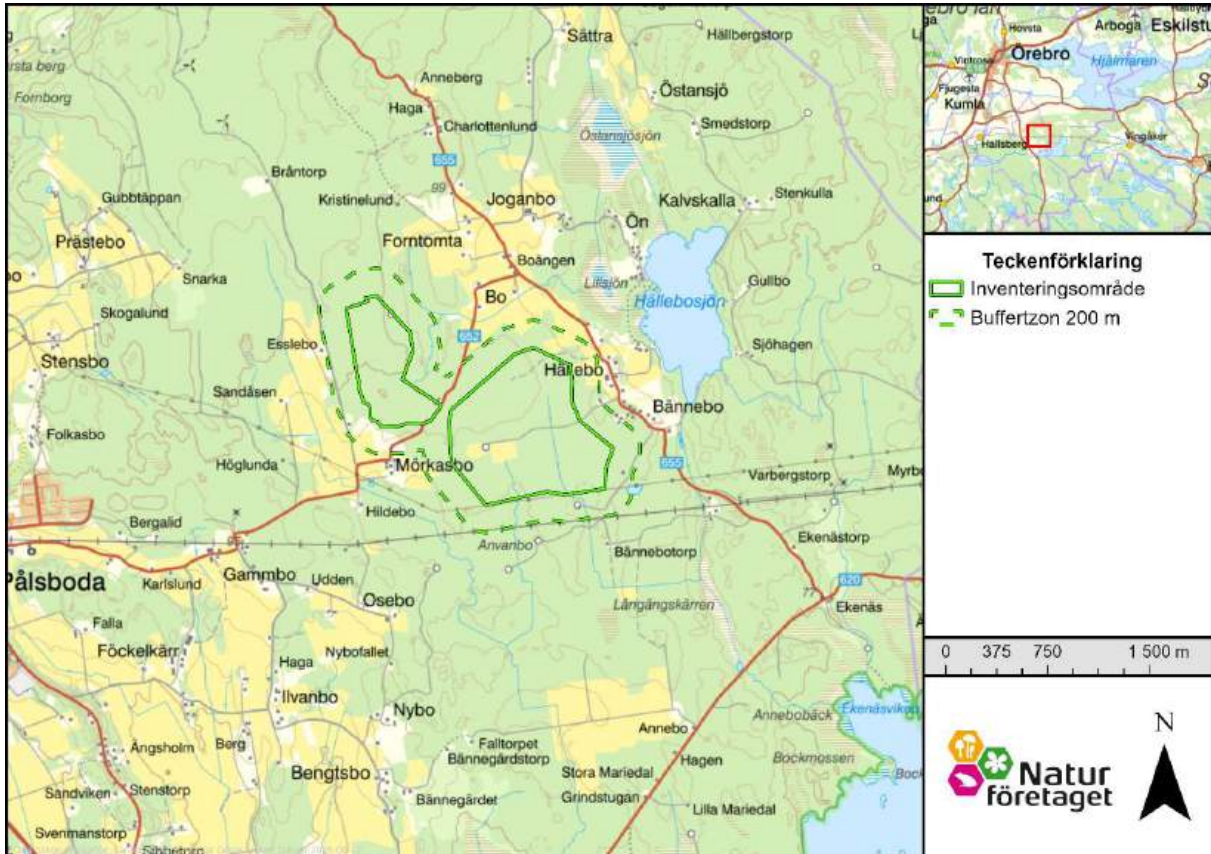 Sättra
Hällbergstorp
Anneberg
Haga
Charlottenlund
Östansjö
Östansjösjön
Smedstorp
Fornborg
655
Bråntorp
99
Kristinelund
Joganbo
Kalvskalla
Stenkulla
Gubbtäppan
Ön
Prästebo
Forntomta
Boängen
Snarka
Lillsjön
Gullbo
Bo
Hällebosjön
Skogalund
652
Esslebo
Stensbo
Sjöhagen
Hällebo
Sandåsen
Bännebo
Folkasbo
Höglunda
Mörkasbo
655
Varbergstorp
Hildebo
Bergalid
Anvanbo
Bännebotorp
Ekenästorp
Pålsboda
Karlslund
Gammbo
Udden
620
Osebo
Långängskärren
77
Ekenäs
Falla
Föckelkärr
Haga
Nybofallet
Ilvanbo
Nybo
Annebobäck
Ekenäsviken
Annebo
Ängsholm
Berg
Falltorpet
Bännegårdstorp
Hagen
Bockmossen
Bengtsbo
Stora Mariedal
Sandviken
Stenstorp
Bännegärdet
Grindstugan
Lilla Mariedal
Svenmanstorp
Hovsta
Arboga
Örebro
Vintrosa
Hjälmaren
Fjugesta
Kumla
Hallsberg
Vingåker
Teckenförklaring
Inventeringsområde
Buffertzon 200 m
0 375 750 1 500 m
N
Natur
företaget